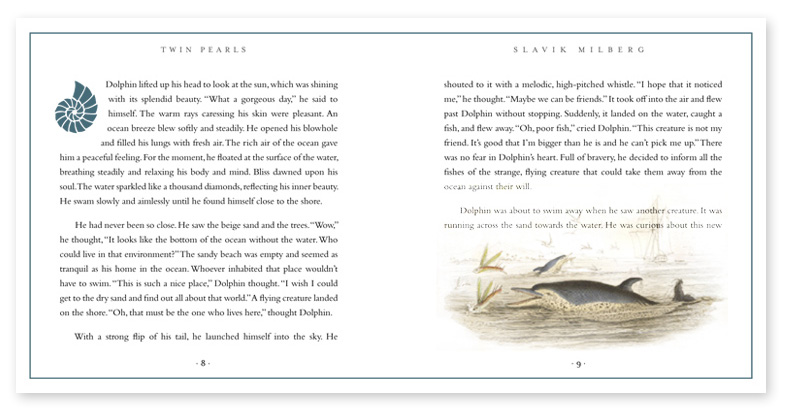 TWIN PEARLS
Dolphin lifted up his head to look at the sun, which was shining
with its splendid beauty. “What a gorgeous day,” he said to
himself. The warm rays caressing his skin were pleasant. An
ocean breeze blew softly and steadily. He opened his blowhole
and filled his lungs with fresh air. The rich air of the ocean gave
him a peaceful feeling. For the moment, he floated at the surface of the water,
breathing steadily and relaxing his body and mind. Bliss dawned upon his
soul. The water sparkled like a thousand diamonds, reflecting his inner beauty.
He swam slowly and aimlessly until he found himself close to the shore.
He had never been so close. He saw the beige sand and the trees. “Wow,”
he thought, “It looks like the bottom of the ocean without the water. Who
could live in that environment?” The sandy beach was empty and seemed as
tranquil as his home in the ocean. Whoever inhabited that place wouldn’t
have to swim. “This is such a nice place,” Dolphin thought. “I wish I could
get to the dry sand and find out all about that world.” A flying creature landed
on the shore. “Oh, that must be the one who lives here,” thought Dolphin.
With a strong flip of his tail, he launched himself into the sky. He
· 8 ·
SLAVIK MILBERG
shouted to it with a melodic, high-pitched whistle. “I hope that it noticed
me,” he thought. “Maybe we can be friends.” It took off into the air and flew
past Dolphin without stopping. Suddenly, it landed on the water, caught a
fish, and flew away. “Oh, poor fish,” cried Dolphin. “This creature is not my
friend. It’s good that I’m bigger than he is and he can’t pick me up.” There
was no fear in Dolphin’s heart. Full of bravery, he decided to inform all the
fishes of the strange, flying creature that could take them away from the
ocean against their will.
Dolphin was about to swim away when he saw another creature. It was
running across the sand towards the water. He was curious about this new
· 9 ·